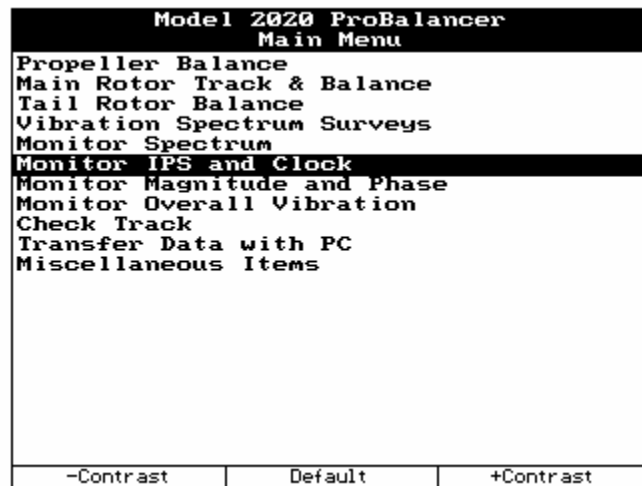 Model 2020 ProBalancer
Main Menu
Propeller Balance
Main Rotor Track & Balance
Tail Rotor Balance
Vibration Spectrum Surveys
Monitor Spectrum
Monitor IPS and Clock
Monitor Magnitude and Phase
Monitor Overall Vibration
Check Track
Transfer Data with PC
Miscellaneous Items
-Contrast Default +Contrast